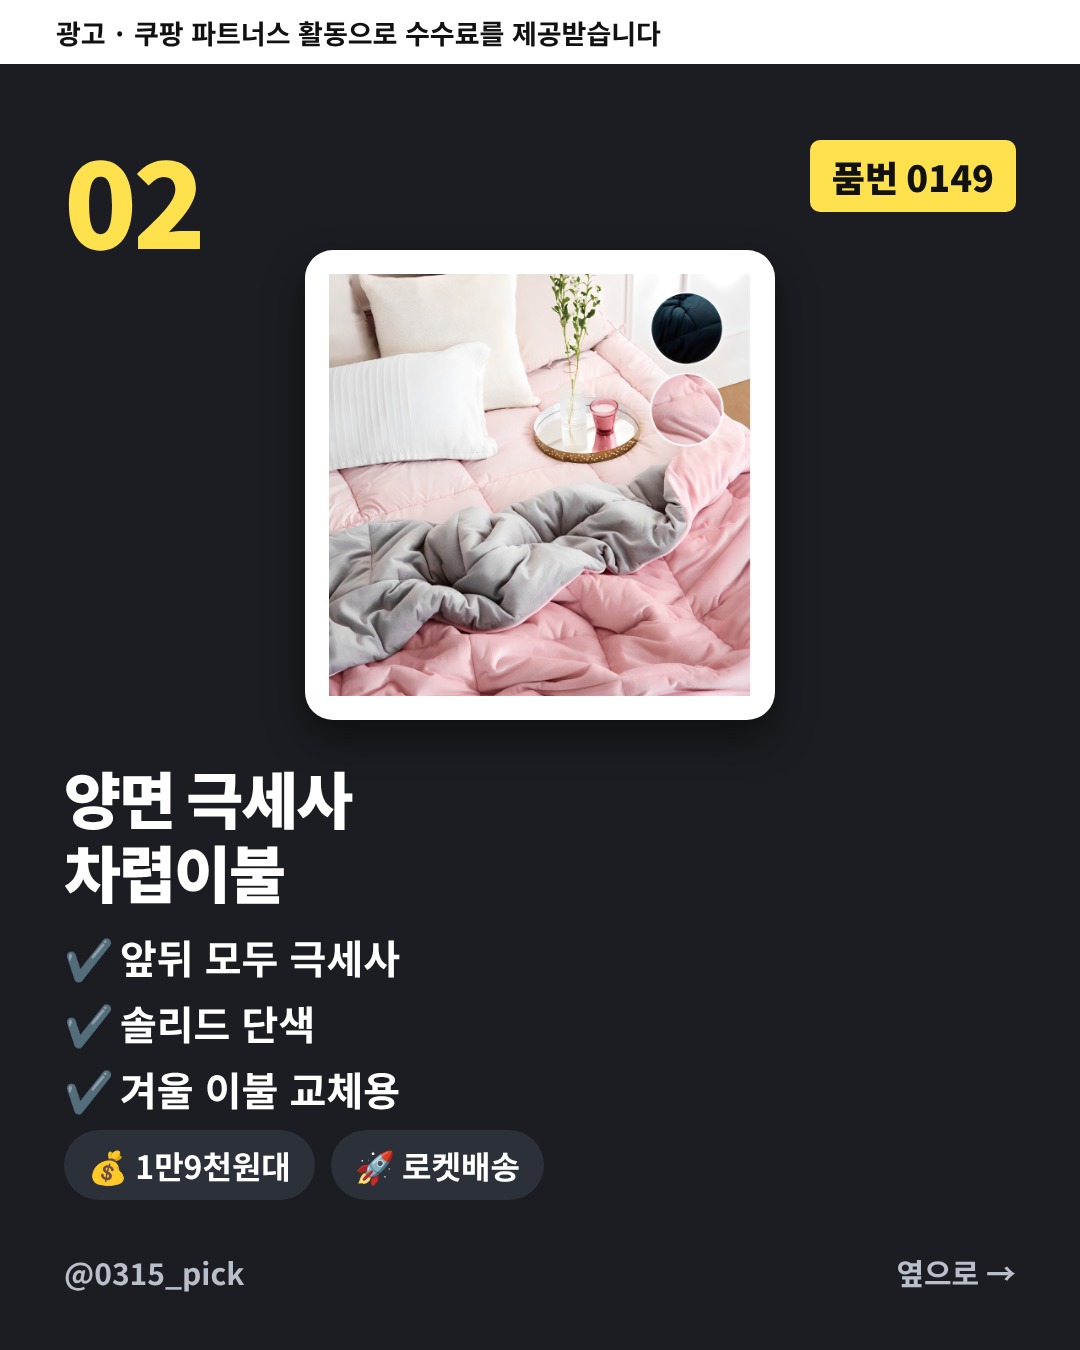 광고 · 쿠팡 파트너스 활동으로 수수료를 제공받습니다
02
품번 0149
양면 극세사
차렵이불
✔️ 앞뒤 모두 극세사
✔️ 솔리드 단색
✔️ 겨울 이불 교체용
💰 1만9천원대
🚀 로켓배송
@0315_pick
옆으로 →